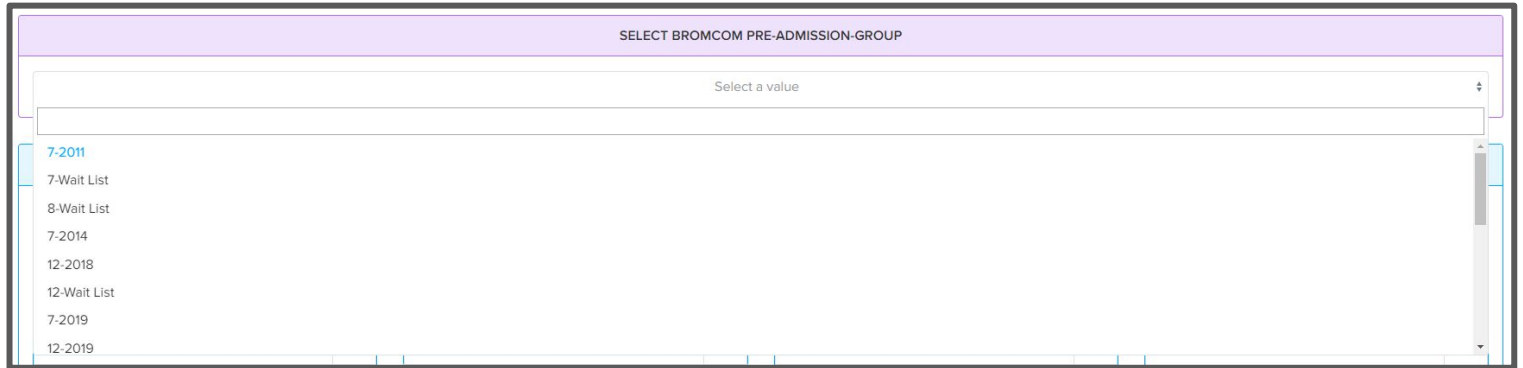 SELECT BROMCOM PRE-ADMISSION-GROUP
Select a value
7-2011
7-Wait List
8-Wait List
7-2014
12-2018
12-Wait List
7-2019
12-2019